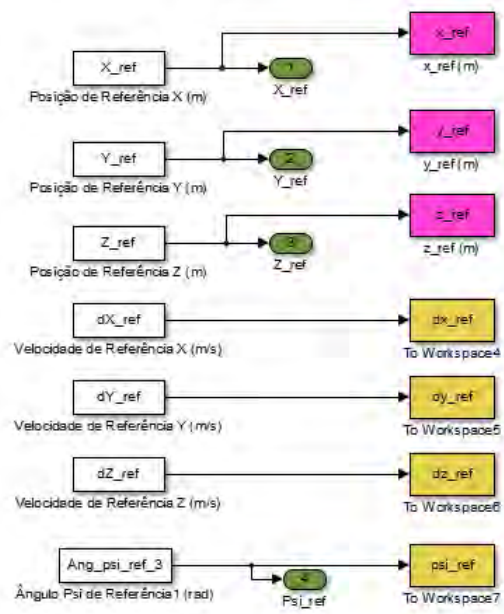 x_ref
X_ref
1
x_ref (m)
Posição de Referência X (m)
X_ref
y_ref
Y_ref
2
y_ref (m)
Posição de Referência Y (m)
Y_ref
z_ref
Z_ref
3
z_ref (m)
Posição de Referência Z (m)
Z_ref
dX_ref
dx_ref
Velocidade de Referência X (m/s)
To Workspace4
dY_ref
dy_ref
Velocidade de Referência Y (m/s)
To Workspace5
dZ_ref
dz_ref
Velocidade de Referência Z (m/s)
To Workspace6
Ang_psi_ref_3
psi_ref
4
Ângulo Psi de Referência1 (rad)
Psi_ref
To Workspace7